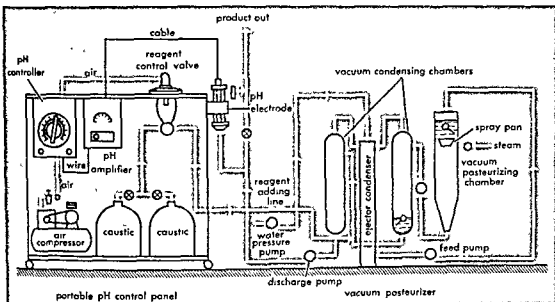 product out
cable
pH
controller
air
reagent
control valve
pH
electrode
vacuum condensing chambers
wire
pH
amplifier
air
air
compressor
caustic
caustic
reagent
adding
line
water
pressure
pump
ejector condenser
spray pan
steam
vacuum
pasteurizing
chamber
feed pump
discharge pump
portable pH control panel
vacuum pasteurizer